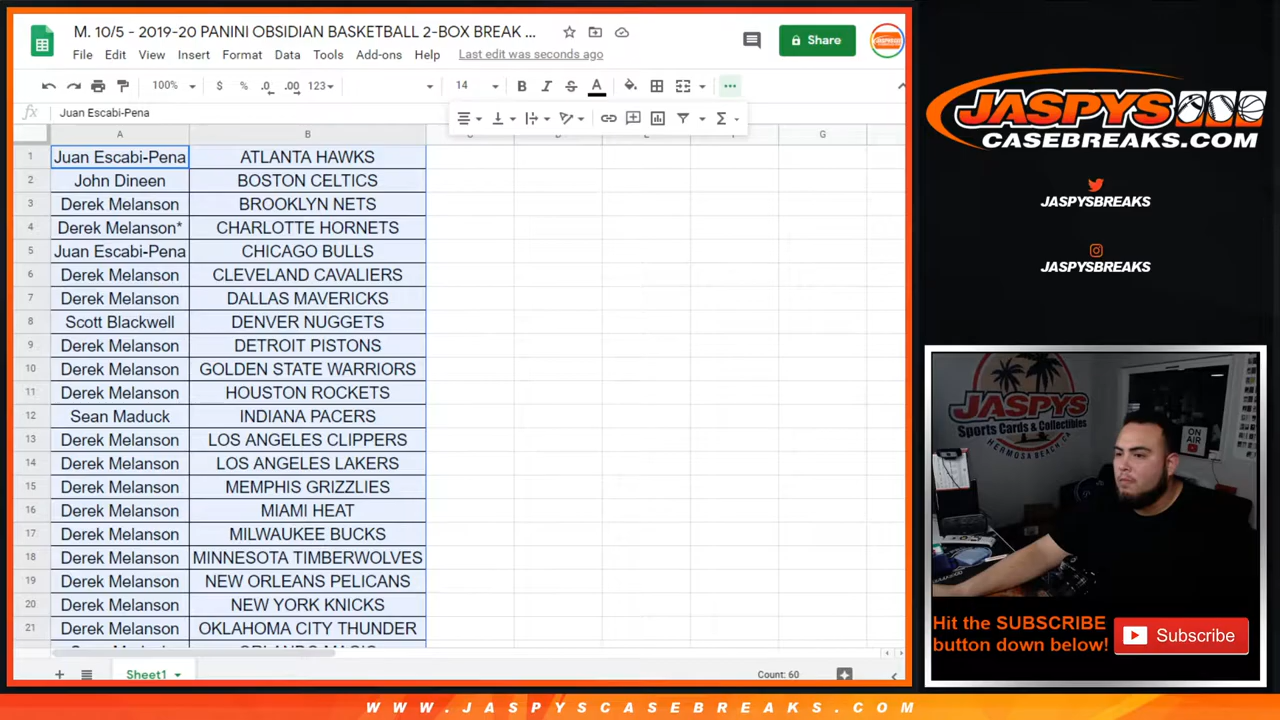 M. 10/5 - 2019-20 PANINI OBSIDIAN BASKETBALL 2-BOX BREAK ...
File Edit View Insert Format Data Tools Add-ons Help Last edit was seconds ago
Share
100% $ % .0 .00 123 14 B I S A
fx Juan Escabi-Pena
A B G
1 Juan Escabi-Pena ATLANTA HAWKS
2 John Dineen BOSTON CELTICS
3 Derek Melanson BROOKLYN NETS
4 Derek Melanson* CHARLOTTE HORNETS
5 Juan Escabi-Pena CHICAGO BULLS
6 Derek Melanson CLEVELAND CAVALIERS
7 Derek Melanson DALLAS MAVERICKS
8 Scott Blackwell DENVER NUGGETS
9 Derek Melanson DETROIT PISTONS
10 Derek Melanson GOLDEN STATE WARRIORS
11 Derek Melanson HOUSTON ROCKETS
12 Sean Maduck INDIANA PACERS
13 Derek Melanson LOS ANGELES CLIPPERS
14 Derek Melanson LOS ANGELES LAKERS
15 Derek Melanson MEMPHIS GRIZZLIES
16 Derek Melanson MIAMI HEAT
17 Derek Melanson MILWAUKEE BUCKS
18 Derek Melanson MINNESOTA TIMBERWOLVES
19 Derek Melanson NEW ORLEANS PELICANS
20 Derek Melanson NEW YORK KNICKS
21 Derek Melanson OKLAHOMA CITY THUNDER
Sheet1
Count: 60
JASPYS
CASEBREAKS.COM
JASPYSBREAKS
JASPYSBREAKS
JASPYS
Sports Cards & Collectibles
HERMOSA BEACH, CA
ON
AIR
Hit the SUBSCRIBE
button down below!
Subscribe
WWW.JASPYSCASEBREAKS.COM